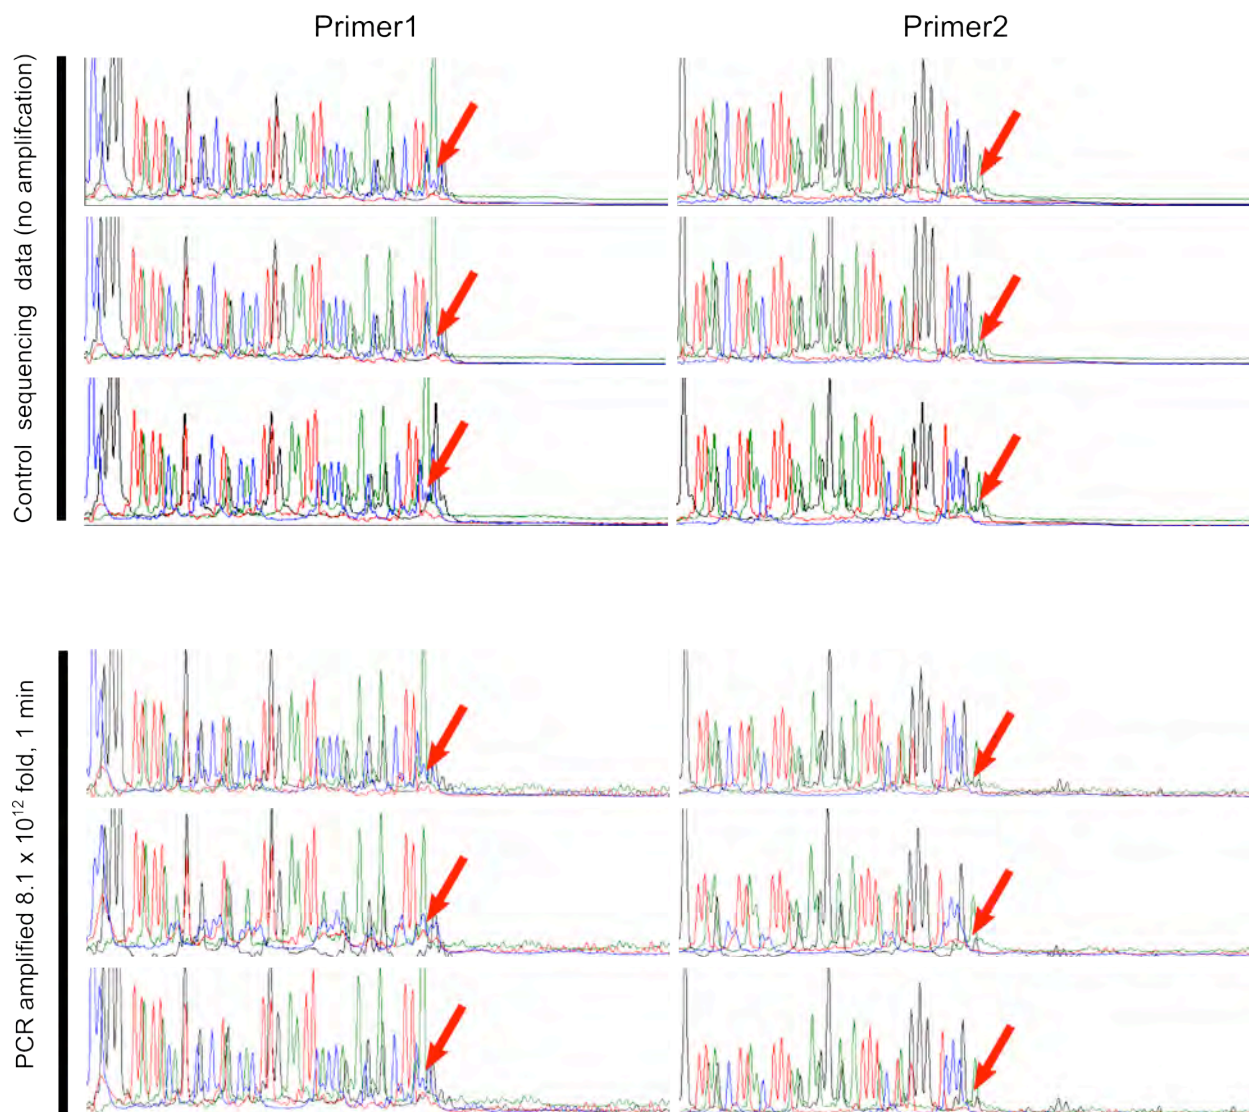 Primer1
Primer2
Control sequencing data (no amplifcation)
PCR amplified 8.1 x 10¹² fold, 1 min